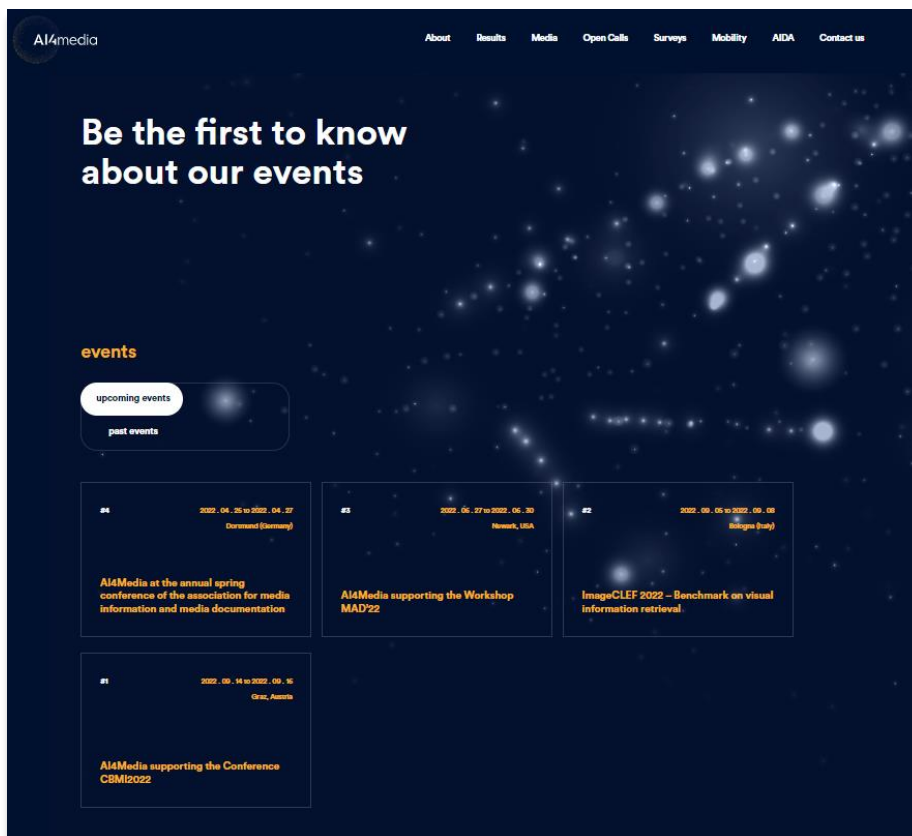 AI4media
About Results Media Open Calls Surveys Mobility AIDA Contact us
Be the first to know
about our events
events
upcoming events
past events
#4 2022 . 04 . 25 to 2022 . 04 . 27
Dortmund (Germany)
AI4Media at the annual spring
conference of the association for media
information and media documentation
#3 2022 . 06 . 27 to 2022 . 06 . 30
Newark, USA
AI4Media supporting the Workshop
MAD'22
#2 2022 . 09 . 05 to 2022 . 09 . 08
Bologna (Italy)
ImageCLEF 2022 – Benchmark on visual
information retrieval
#1 2022 . 09 . 14 to 2022 . 09 . 16
Graz, Austria
AI4Media supporting the Conference
CBMI2022